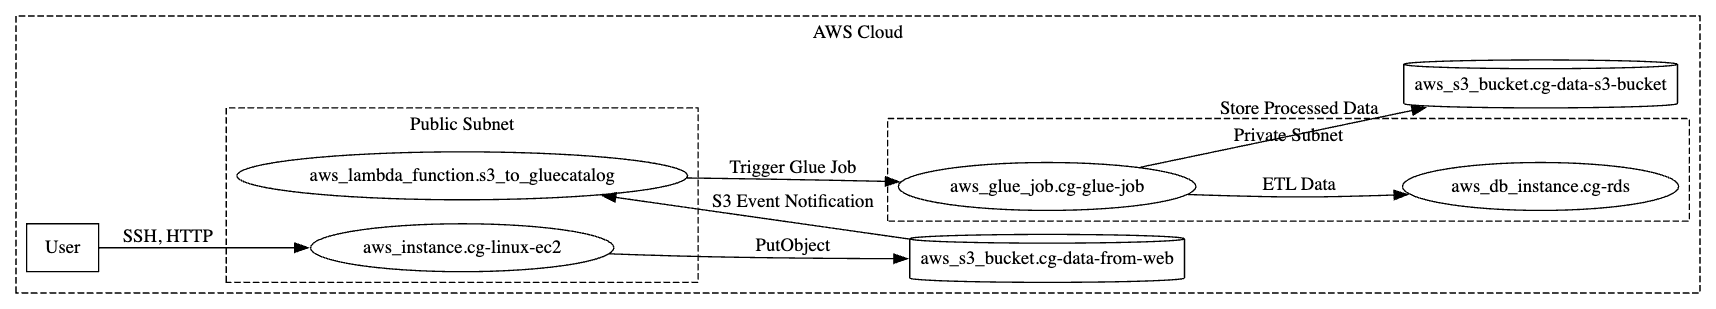 AWS Cloud
aws_s3_bucket.cg-data-s3-bucket
Store Processed Data
Public Subnet
Private Subnet
Trigger Glue Job
aws_lambda_function.s3_to_gluecatalog
aws_glue_job.cg-glue-job
ETL Data
aws_db_instance.cg-rds
S3 Event Notification
SSH, HTTP
User
aws_instance.cg-linux-ec2
PutObject
aws_s3_bucket.cg-data-from-web